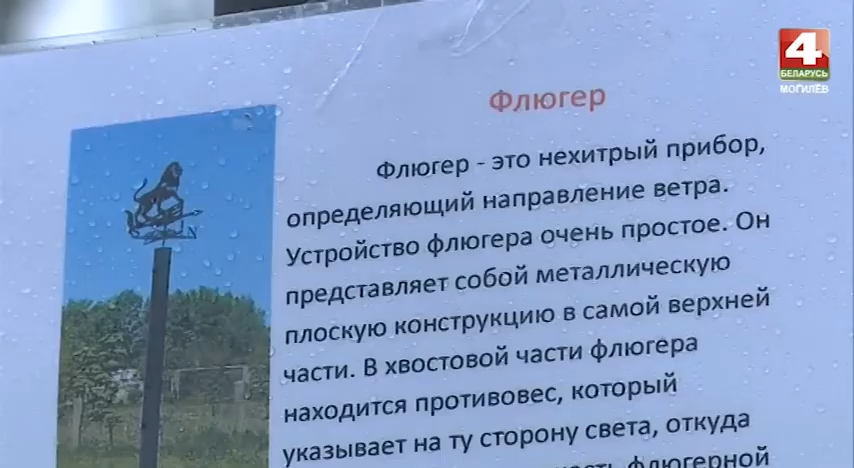 4
БЕЛАРУСЬ
МОГИЛЁВ
Флюгер
Флюгер - это нехитрый прибор,
определяющий направление ветра.
Устройство флюгера очень простое. Он
представляет собой металлическую
плоскую конструкцию в самой верхней
части. В хвостовой части флюгера
находится противовес, который
указывает на ту сторону света, откуда
флюгерной
N